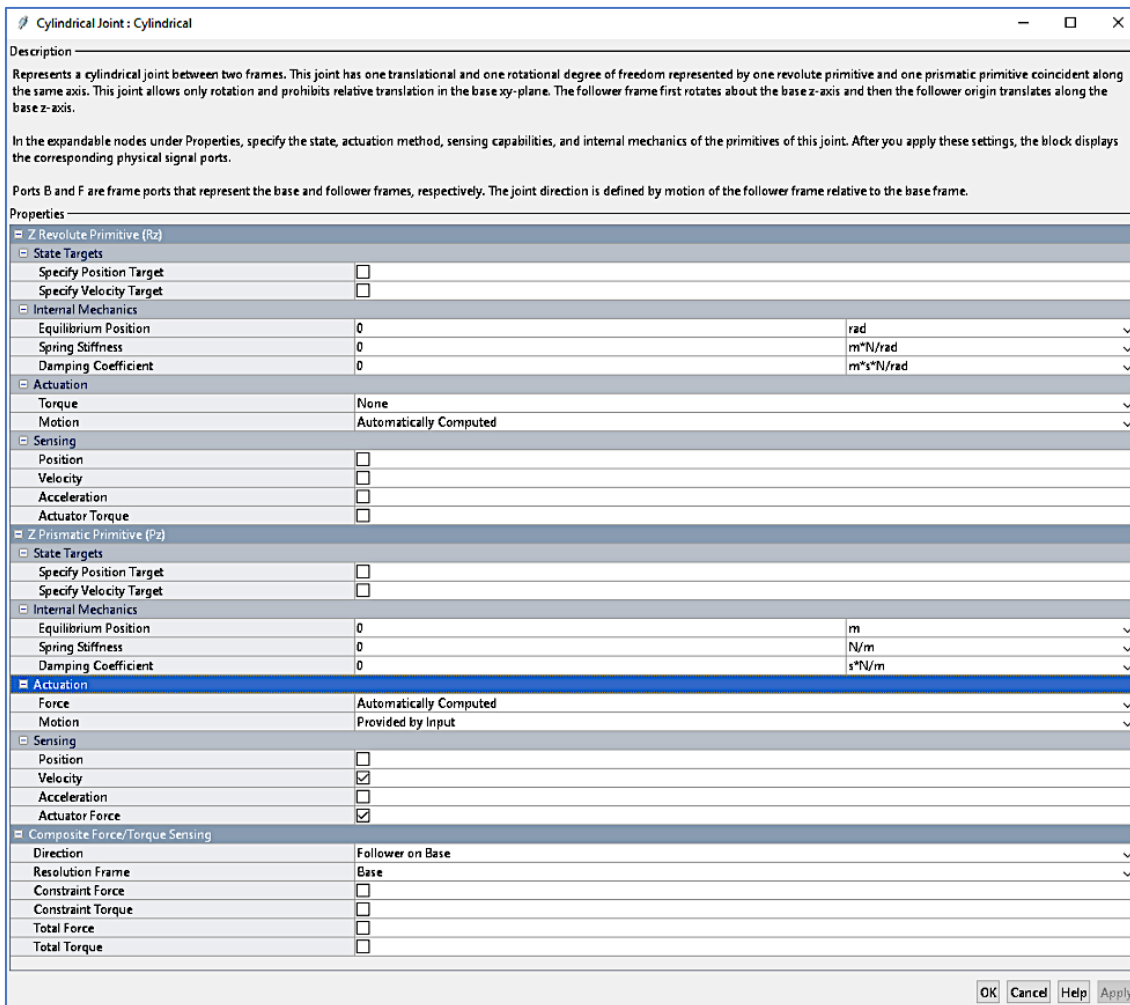 Cylindrical Joint : Cylindrical
Description
Represents a cylindrical joint between two frames. This joint has one translational and one rotational degree of freedom represented by one revolute primitive and one prismatic primitive coincident along
the same axis. This joint allows only rotation and prohibits relative translation in the base xy-plane. The follower frame first rotates about the base z-axis and then the follower origin translates along the
base z-axis.
In the expandable nodes under Properties, specify the state, actuation method, sensing capabilities, and internal mechanics of the primitives of this joint. After you apply these settings, the block displays
the corresponding physical signal ports.
Ports B and F are frame ports that represent the base and follower frames, respectively. The joint direction is defined by motion of the follower frame relative to the base frame.
Properties
Z Revolute Primitive (Rz)
State Targets
Specify Position Target
Specify Velocity Target
Internal Mechanics
Equilibrium Position 0 rad
Spring Stiffness 0 m*N/rad
Damping Coefficient 0 m*s*N/rad
Actuation
Torque None
Motion Automatically Computed
Sensing
Position
Velocity
Acceleration
Actuator Torque
Z Prismatic Primitive (Pz)
State Targets
Specify Position Target
Specify Velocity Target
Internal Mechanics
Equilibrium Position 0 m
Spring Stiffness 0 N/m
Damping Coefficient 0 s*N/m
Actuation
Force Automatically Computed
Motion Provided by Input
Sensing
Position
Velocity
Acceleration
Actuator Force
Composite Force/Torque Sensing
Direction Follower on Base
Resolution Frame Base
Constraint Force
Constraint Torque
Total Force
Total Torque
OK Cancel Help Apply